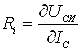 R_i = ∂U_СИ / ∂I_С